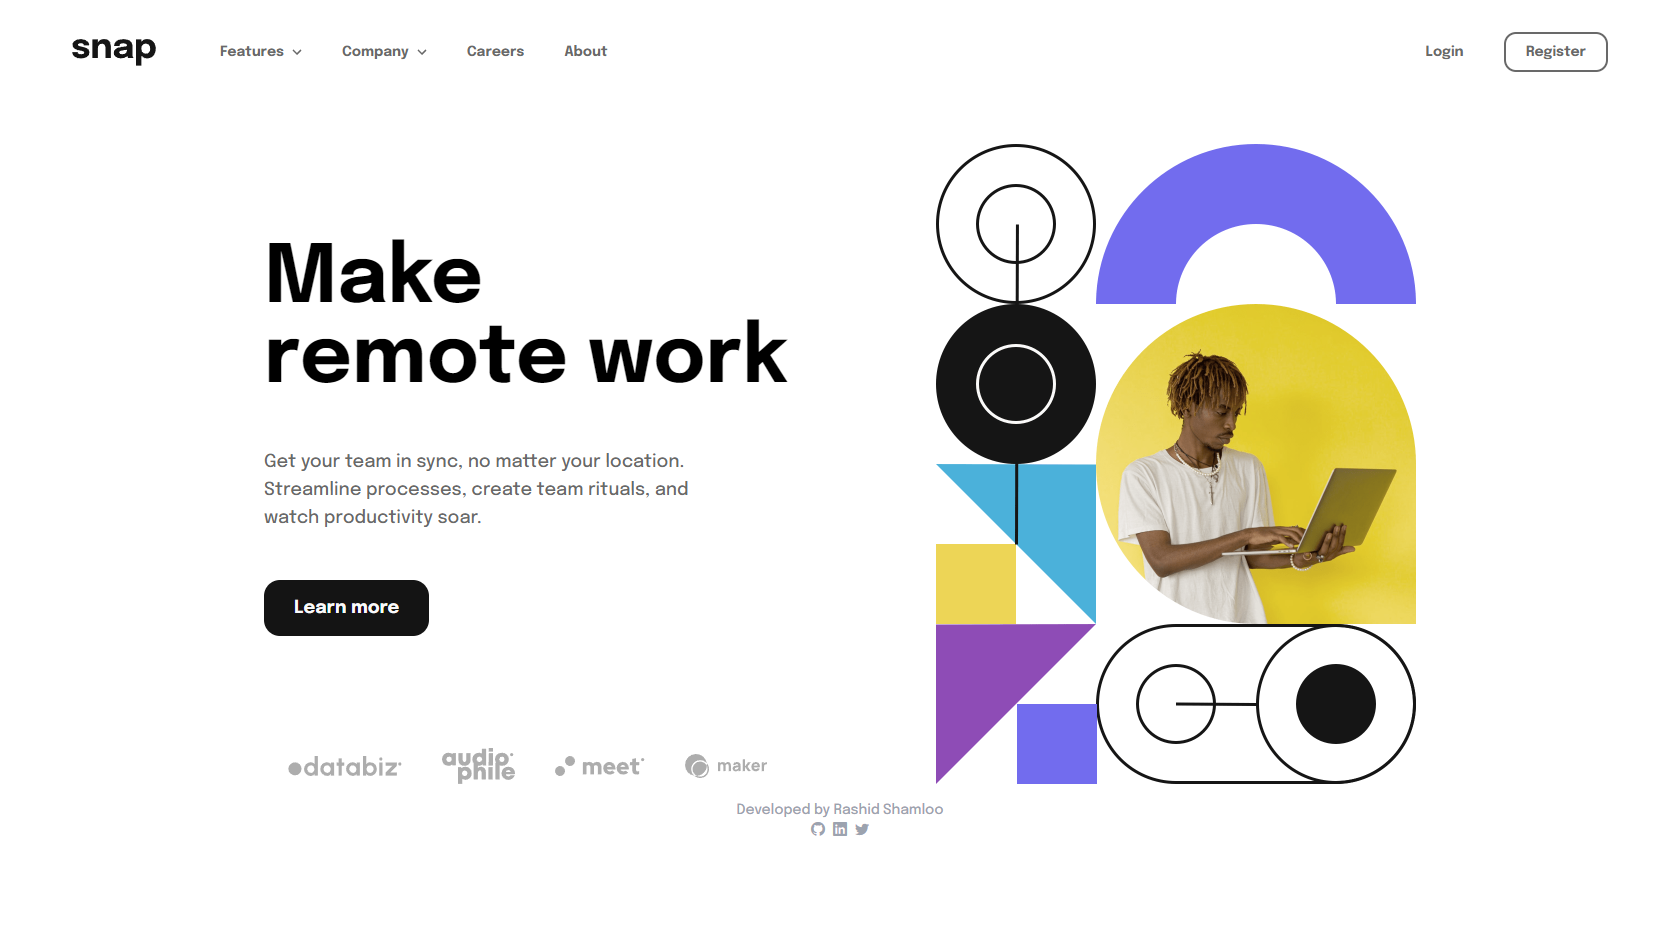 snap
Features
Company
Careers
About
Login
Register
Make
remote work
Get your team in sync, no matter your location.
Streamline processes, create team rituals, and
watch productivity soar.
Learn more
databiz
audiophile
meet
maker
Developed by Rashid Shamloo
in